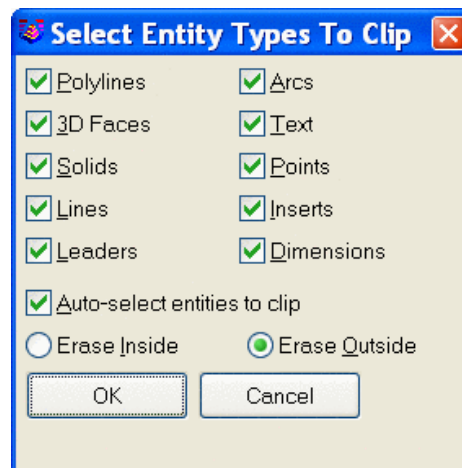 Select Entity Types To Clip
Polylines Arcs
3D Faces Text
Solids Points
Lines Inserts
Leaders Dimensions
Auto-select entities to clip
Erase Inside Erase Outside
OK Cancel